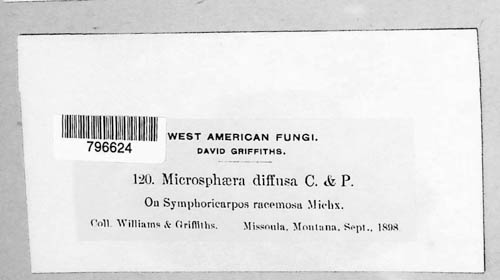 WEST AMERICAN FUNGI.
DAVID GRIFFITHS.
796624
120. Microsphæra diffusa C. & P.
On Symphoricarpos racemosa Michx.
Coll. Williams & Griffiths. Missoula, Montana, Sept., 1898